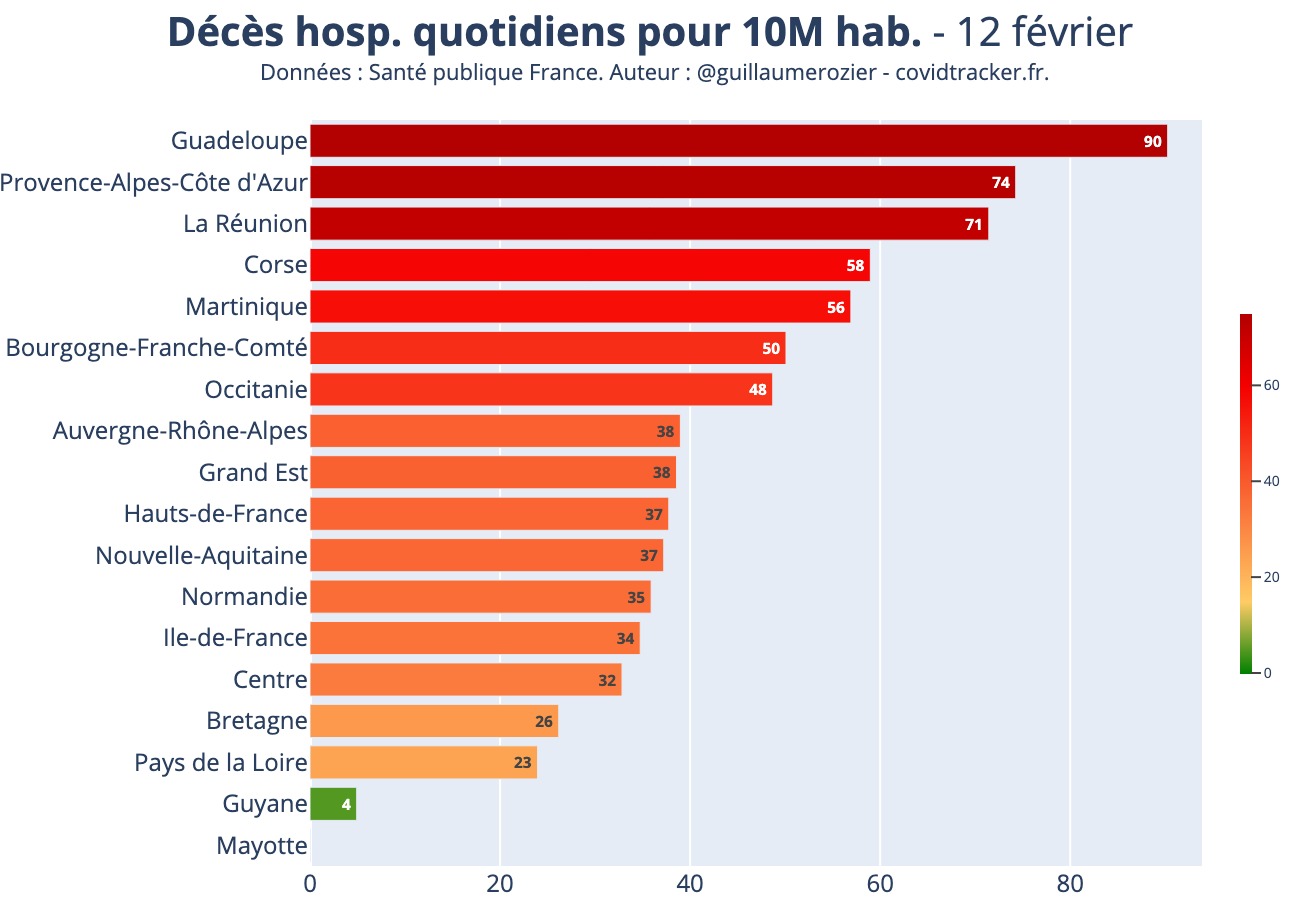 Décès hosp. quotidiens pour 10M hab. - 12 février
Données : Santé publique France. Auteur : @guillaumerozier - covidtracker.fr.
Guadeloupe 90
Provence-Alpes-Côte d'Azur 74
La Réunion 71
Corse 58
Martinique 56
Bourgogne-Franche-Comté 50
Occitanie 48
Auvergne-Rhône-Alpes 38
Grand Est 38
Hauts-de-France 37
Nouvelle-Aquitaine 37
Normandie 35
Ile-de-France 34
Centre 32
Bretagne 26
Pays de la Loire 23
Guyane 4
Mayotte
0 20 40 60 80
60
40
20
0